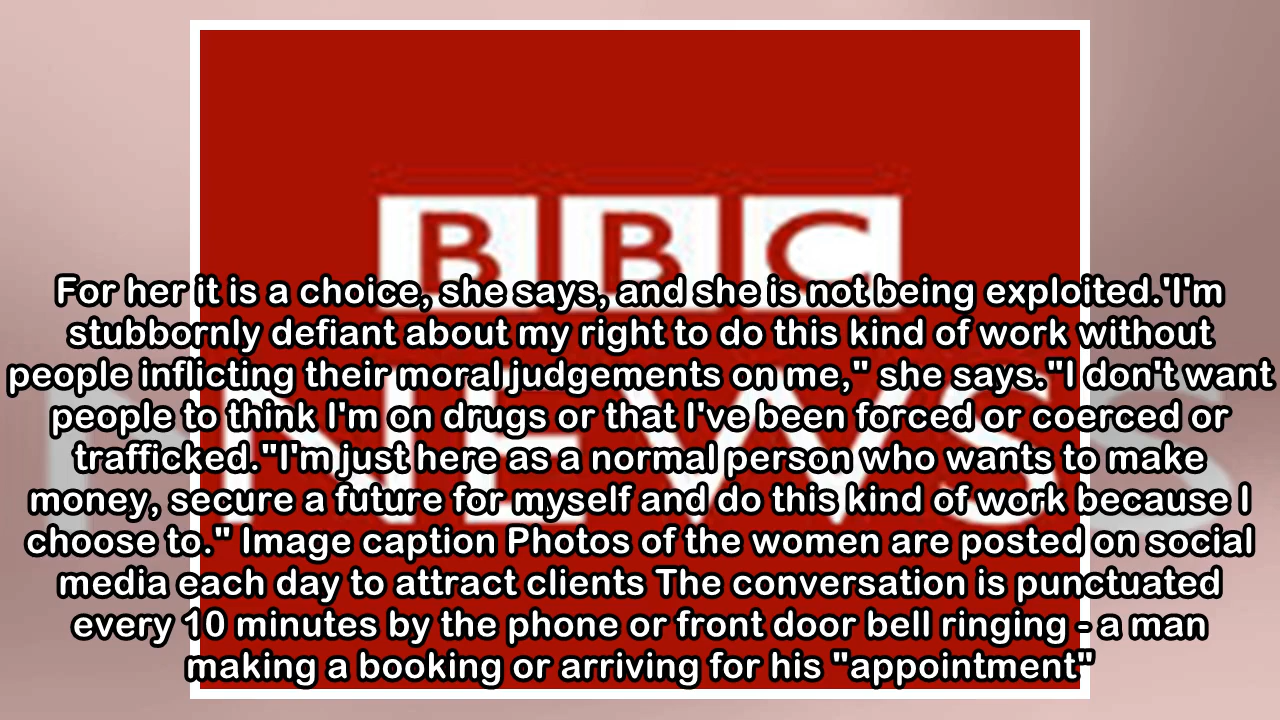 BBC
NEWS
For her it is a choice, she says, and she is not being exploited.'I'm
stubbornly defiant about my right to do this kind of work without
people inflicting their moral judgements on me," she says."I don't want
people to think I'm on drugs or that I've been forced or coerced or
trafficked."I'm just here as a normal person who wants to make
money, secure a future for myself and do this kind of work because I
choose to." Image caption Photos of the women are posted on social
media each day to attract clients The conversation is punctuated
every 10 minutes by the phone or front door bell ringing - a man
making a booking or arriving for his "appointment"